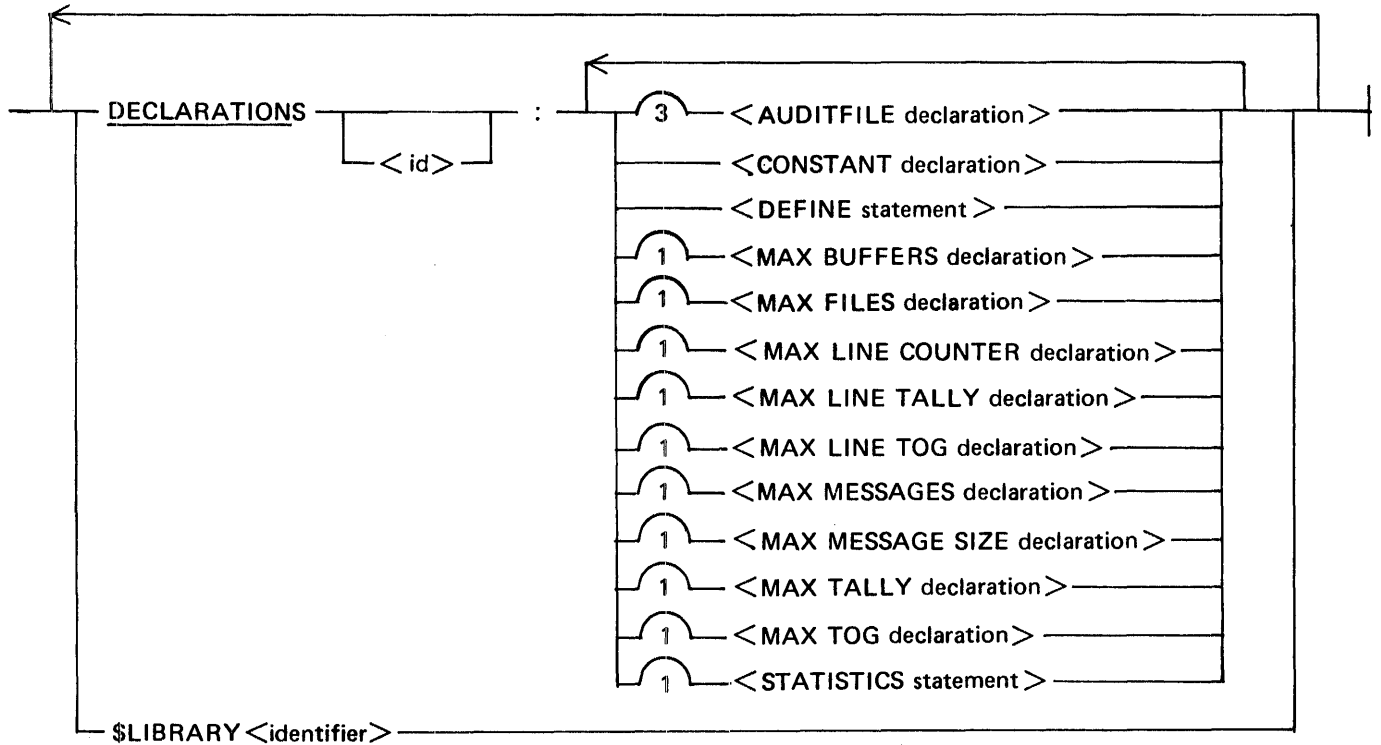 DECLARATIONS : 3 <AUDITFILE declaration>
<id>
<CONSTANT declaration>
<DEFINE statement>
1 <MAX BUFFERS declaration>
1 <MAX FILES declaration>
1 <MAX LINE COUNTER declaration>
1 <MAX LINE TALLY declaration>
1 <MAX LINE TOG declaration>
1 <MAX MESSAGES declaration>
1 <MAX MESSAGE SIZE declaration>
1 <MAX TALLY declaration>
1 <MAX TOG declaration>
1 <STATISTICS statement>
$LIBRARY <identifier>